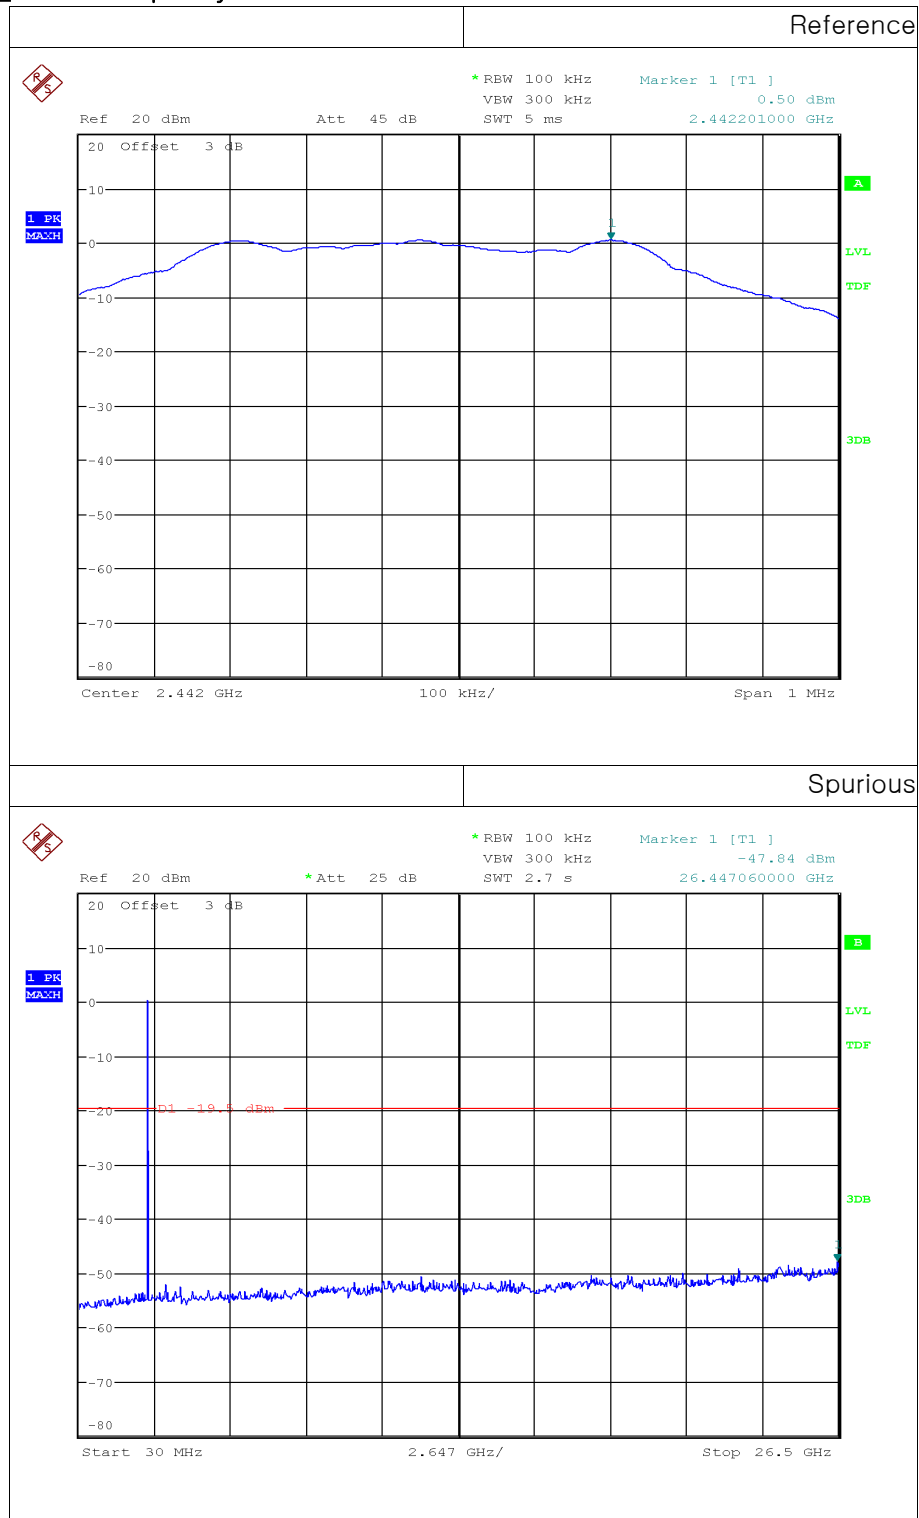 Reference
R S
* RBW 100 kHz Marker 1 [T1 ]
VBW 300 kHz 0.50 dBm
Ref 20 dBm Att 45 dB SWT 5 ms 2.442201000 GHz
20 Offset 3 dB
10
A
1 PK
MAXH
1
0
LVL
TDF
-10
-20
-30
3DB
-40
-50
-60
-70
-80
Center 2.442 GHz 100 kHz/ Span 1 MHz
Spurious
R S
* RBW 100 kHz Marker 1 [T1 ]
VBW 300 kHz -47.84 dBm
Ref 20 dBm * Att 25 dB SWT 2.7 s 26.447060000 GHz
20 Offset 3 dB
10
B
1 PK
MAXH
0
LVL
TDF
-10
-20 D1 -19.5 dBm
-30
3DB
-40
1
-50
-60
-70
-80
Start 30 MHz 2.647 GHz/ Stop 26.5 GHz